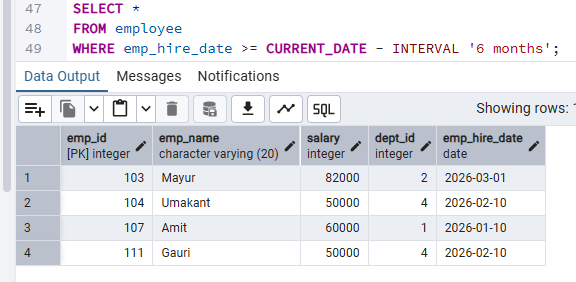 47 SELECT *
48 FROM employee
49 WHERE emp_hire_date >= CURRENT_DATE - INTERVAL '6 months';
Data Output Messages Notifications
SQL Showing rows:
emp_id emp_name salary dept_id emp_hire_date
[PK] integer character varying (20) integer integer date
1 103 Mayur 82000 2 2026-03-01
2 104 Umakant 50000 4 2026-02-10
3 107 Amit 60000 1 2026-01-10
4 111 Gauri 50000 4 2026-02-10